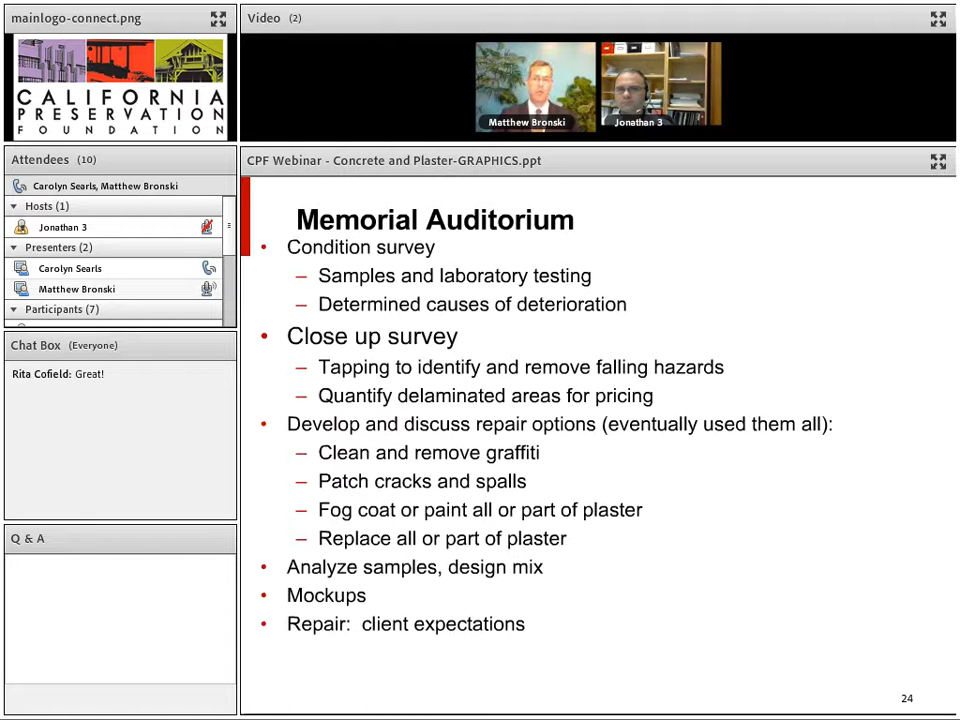 mainlogo-connect.png
CALIFORNIA
PRESERVATION
FOUNDATION
Video (2)
Matthew Bronski
Jonathan 3
Attendees (10)
Carolyn Searls, Matthew Bronski
Hosts (1)
Jonathan 3
Presenters (2)
Carolyn Searls
Matthew Bronski
Participants (7)
Chat Box (Everyone)
Rita Cofield: Great!
Q & A
CPF Webinar - Concrete and Plaster-GRAPHICS.ppt
Memorial Auditorium
• Condition survey
– Samples and laboratory testing
– Determined causes of deterioration
• Close up survey
– Tapping to identify and remove falling hazards
– Quantify delaminated areas for pricing
• Develop and discuss repair options (eventually used them all):
– Clean and remove graffiti
– Patch cracks and spalls
– Fog coat or paint all or part of plaster
– Replace all or part of plaster
• Analyze samples, design mix
• Mockups
• Repair: client expectations
24